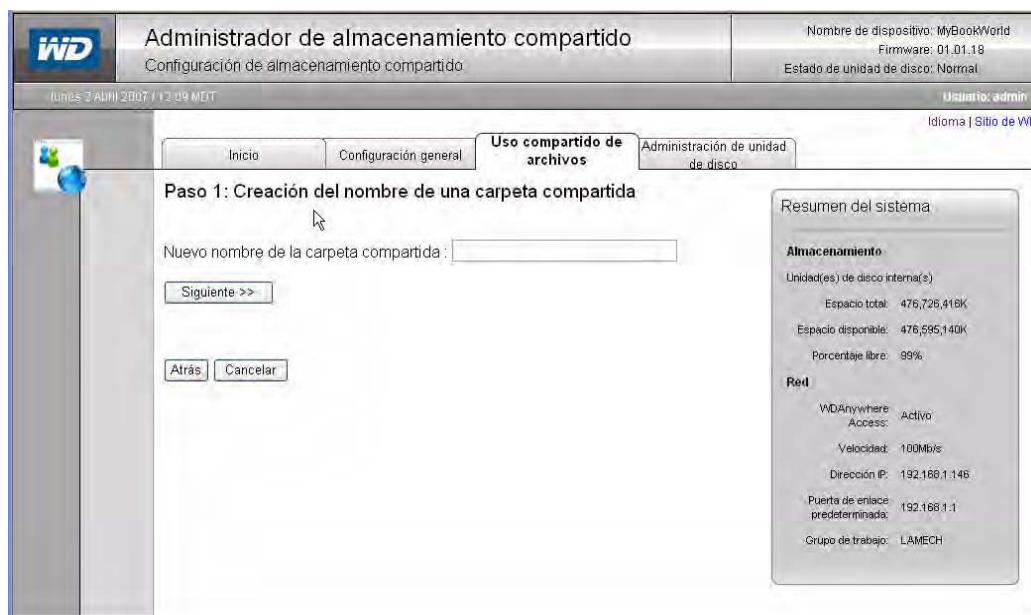 WD
Administrador de almacenamiento compartido
Configuración de almacenamiento compartido
Nombre de dispositivo: MyBookWorld
Firmware: 01.01.18
Estado de unidad de disco: Normal
lunes 2 Abril 2007 / 12:09 MDT
Usuario: admin
Idioma | Sitio de W
Inicio
Configuración general
Uso compartido de archivos
Administración de unidad de disco
Paso 1: Creación del nombre de una carpeta compartida
Nuevo nombre de la carpeta compartida :
Siguiente >>
Atrás
Cancelar
Resumen del sistema
Almacenamiento
Unidad(es) de disco interna(s)
Espacio total: 476,726,416K
Espacio disponible: 476,595,140K
Porcentaje libre: 99%
Red
WDAnywhere Access: Activo
Velocidad: 100Mb/s
Dirección IP: 192.168.1.146
Puerta de enlace predeterminada: 192.168.1.1
Grupo de trabajo: LAMECH